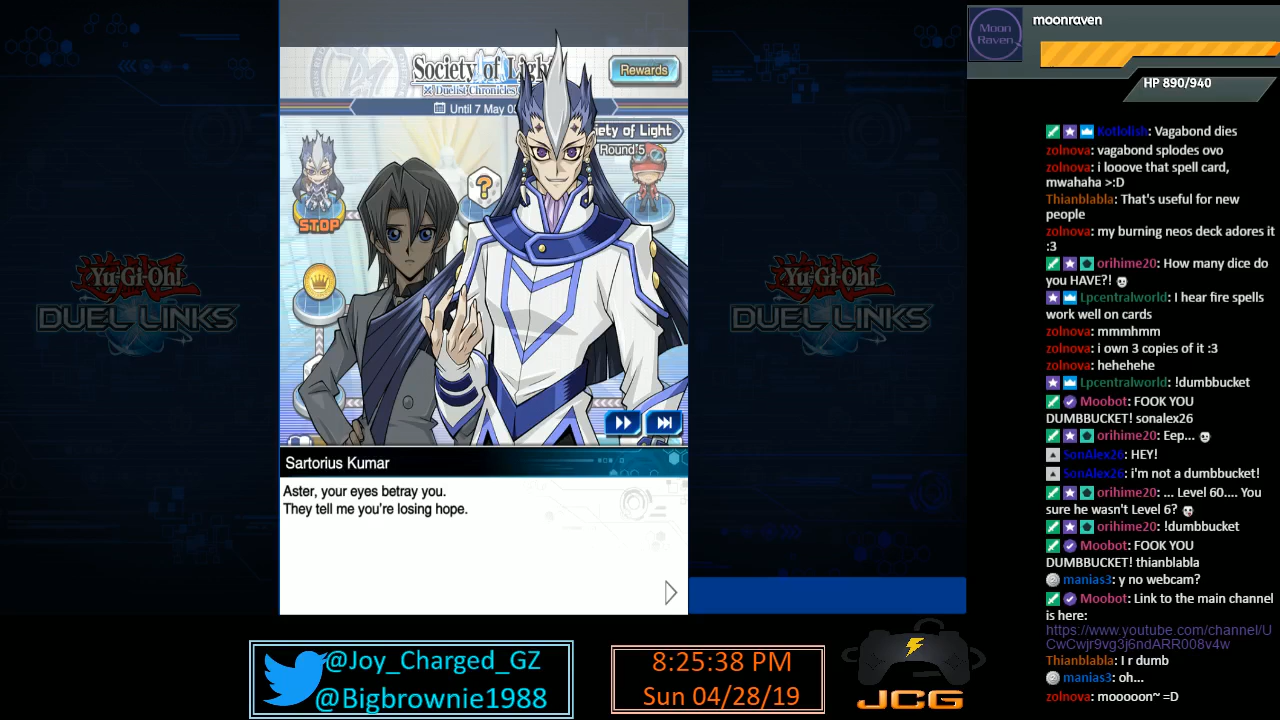 Society of Light
× Duelist Chronicles
Rewards
Until 7 May
iety of Light
Round 5
?
STOP
Yu-Gi-Oh!
DUEL LINKS
Yu-Gi-Oh!
DUEL LINKS
Sartorius Kumar
Aster, your eyes betray you.
They tell me you're losing hope.
@Joy_Charged_GZ
@Bigbrownie1988
8:25:38 PM
Sun 04/28/19
JCG
Moon
Raven
moonraven
HP 890/940
Kotlolish: Vagabond dies
zolnova: vagabond splodes ovo
zolnova: i looove that spell card,
mwahaha >:D
Thianblabla: That's useful for new
people
zolnova: my burning neos deck adores it
:3
orihime20: How many dice do
you HAVE?!
Lpcentralworld: I hear fire spells
work well on cards
zolnova: mmmhmm
zolnova: i own 3 copies of it :3
zolnova: hehehehe
Lpcentralworld: !dumbbucket
Moobot: FOOK YOU
DUMBBUCKET! sonalex26
orihime20: Eep...
SonAlex26: HEY!
SonAlex26: i'm not a dumbbucket!
orihime20: ... Level 60.... You
sure he wasn't Level 6?
orihime20: !dumbbucket
Moobot: FOOK YOU
DUMBBUCKET! thianblabla
manias3: y no webcam?
Moobot: Link to the main channel
is here:
https://www.youtube.com/channel/U
CwCwjr9vg3j6ndARR008v4w
Thianblabla: I r dumb
manias3: oh...
zolnova: mooooon~ =D